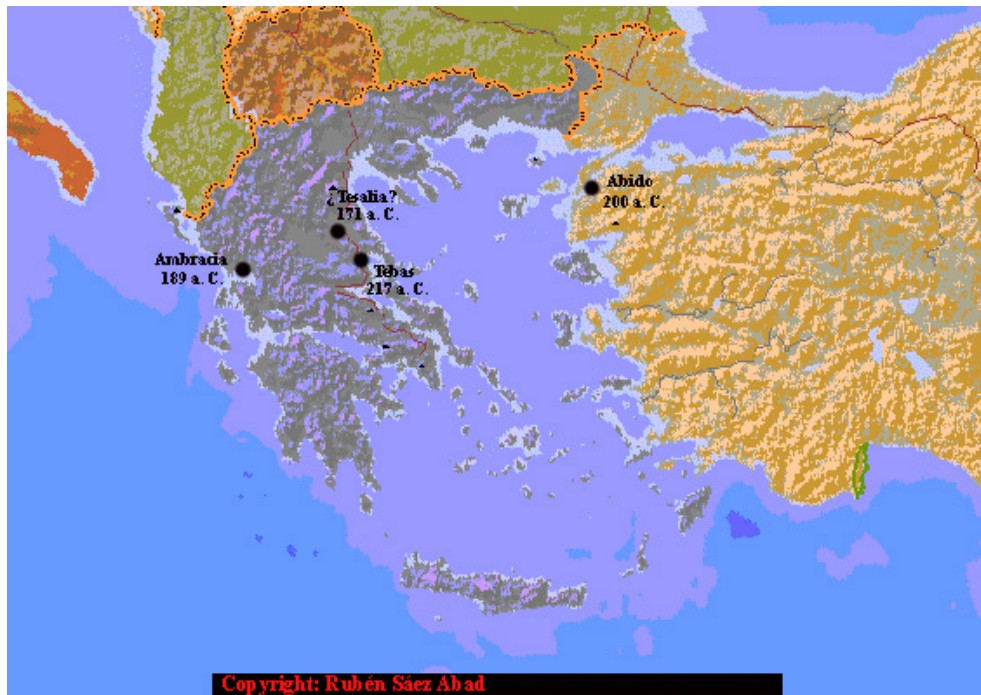 Abido
200 a. C.
¿Tesalia?
171 a. C.
Ambracia
189 a. C.
Tebas
217 a. C.
Copyright: Rubén Sáez Abad